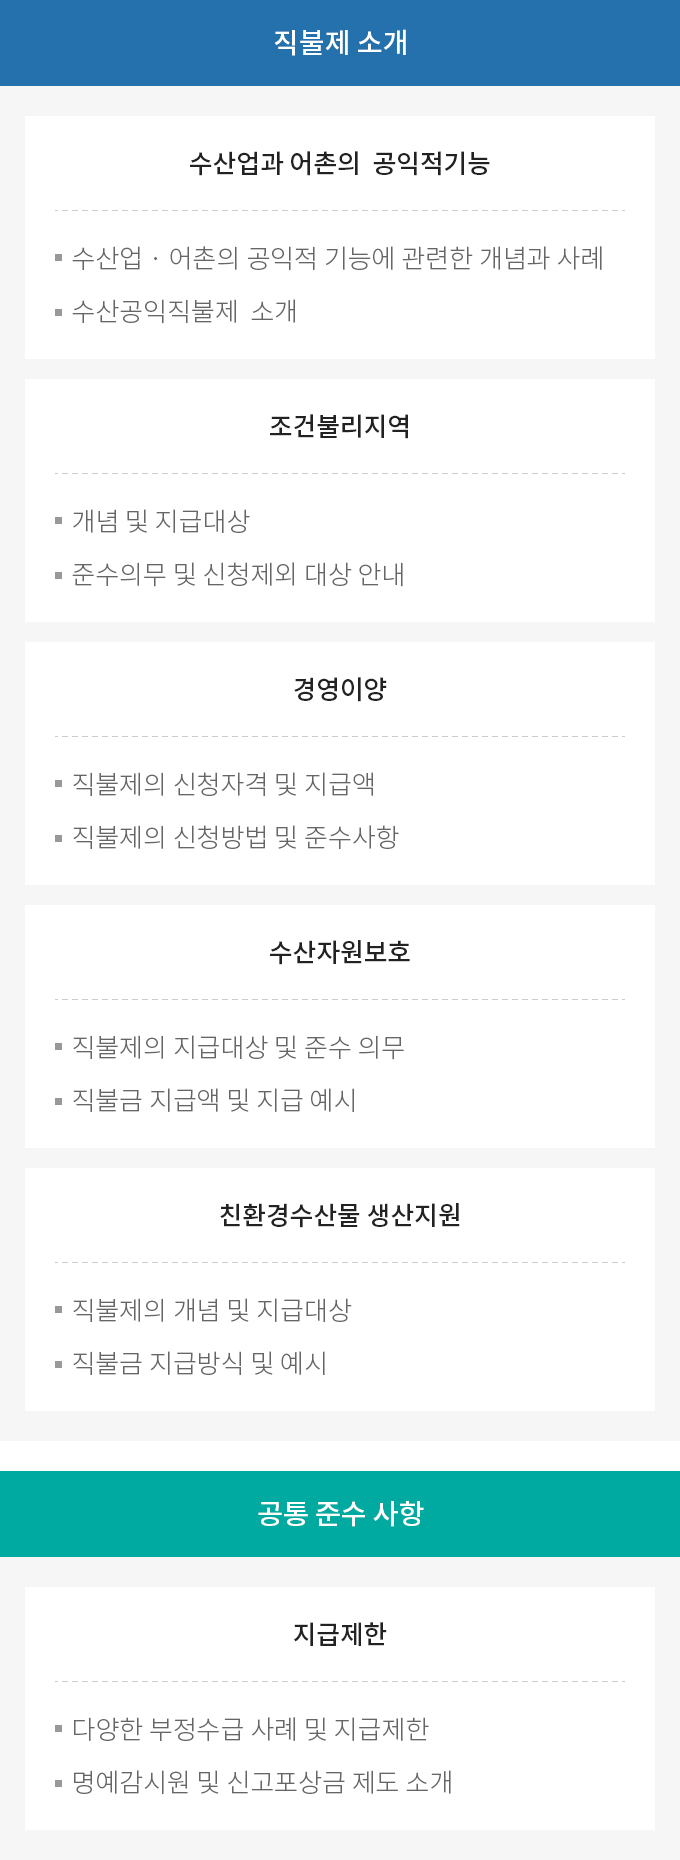 직불제 소개
수산업과 어촌의 공익적기능
수산업 · 어촌의 공익적 기능에 관련한 개념과 사례
수산공익직불제 소개
조건불리지역
개념 및 지급대상
준수의무 및 신청제외 대상 안내
경영이양
직불제의 신청자격 및 지급액
직불제의 신청방법 및 준수사항
수산자원보호
직불제의 지급대상 및 준수 의무
직불금 지급액 및 지급 예시
친환경수산물 생산지원
직불제의 개념 및 지급대상
직불금 지급방식 및 예시
공통 준수 사항
지급제한
다양한 부정수급 사례 및 지급제한
명예감시원 및 신고포상금 제도 소개